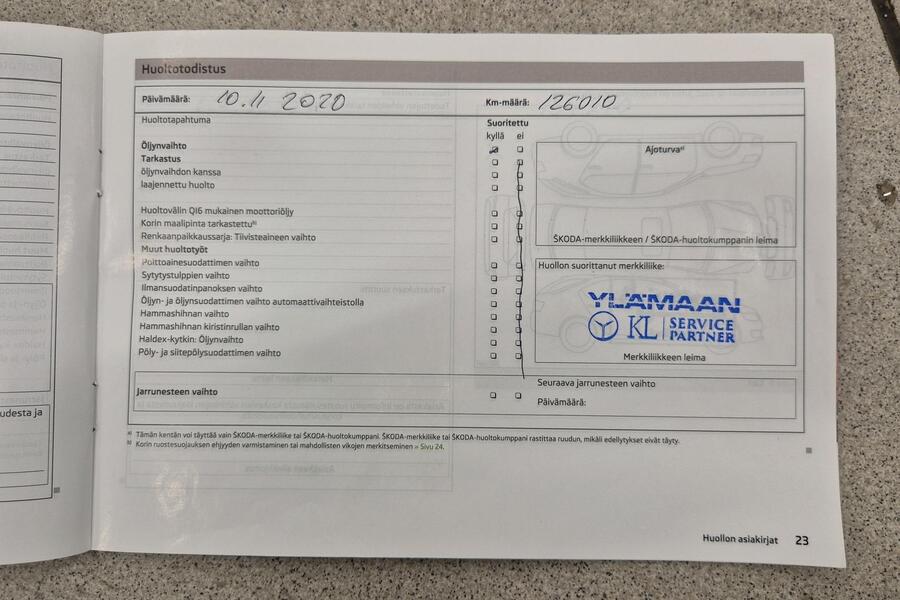 Huoltotodistus
Päivämäärä: 10.11 2020 Km-määrä: 126010
Huoltotapahtuma Suoritettu
kyllä ei
Öljynvaihto
Tarkastus
öljynvaihdon kanssa
laajennettu huolto
Ajoturvaᵃ⁾
Huoltovälin QI6 mukainen moottoriöljy
Korin maalipinta tarkastettuᵇ⁾
Renkaanpaikkaussarja: Tiivisteaineen vaihto
ŠKODA-merkkiliikkeen / ŠKODA-huoltokumppanin leima
Muut huoltotyöt
Polttoainesuodattimen vaihto
Sytytystulppien vaihto
Ilmansuodatinpanoksen vaihto
Öljyn- ja öljynsuodattimen vaihto automaattivaihteistolla
Hammashihnan vaihto
Hammashihnan kiristinrullan vaihto
Haldex-kytkin: Öljynvaihto
Pöly- ja siitepölysuodattimen vaihto
Huollon suorittanut merkkiliike:
YLÄMAAN
KL SERVICE
PARTNER
Merkkiliikkeen leima
Jarrunesteen vaihto
Seuraava jarrunesteen vaihto
Päivämäärä:
ᵃ⁾ Tämän kentän voi täyttää vain ŠKODA-merkkiliike tai ŠKODA-huoltokumppani. ŠKODA-merkkiliike tai ŠKODA-huoltokumppani rastittaa ruudun, mikäli edellytykset eivät täyty.
ᵇ⁾ Korin ruostesuojauksen ehjyyden varmistaminen tai mahdollisten vikojen merkitseminen » Sivu 24.
udesta ja
Huollon asiakirjat 23